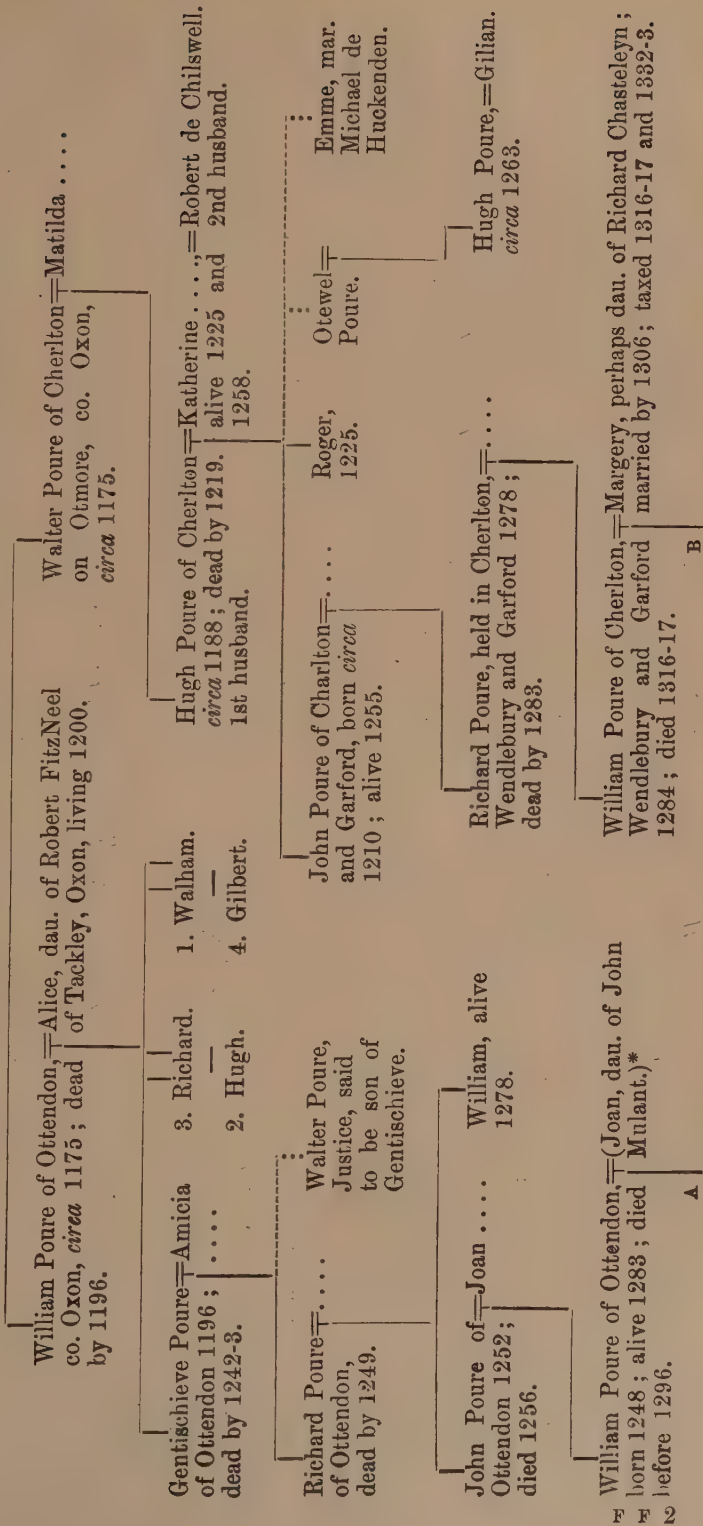 William Poure of Ottendon,=Alice, dau. of Robert FitzNeel
co. Oxon, circa 1175; dead of Tackley, Oxon, living 1200.
by 1196.
Walter Poure of Cherlton=Matilda . . . . .
on Otmore, co. Oxon,
circa 1175.
Gentischieve Poure=Amicia
of Ottendon 1196; . . . .
dead by 1242-3.
3. Richard.
—
2. Hugh.
1. Walham.
—
4. Gilbert.
Hugh Poure of Cherlton=Katherine . . . .,=Robert de Chilswell.
circa 1188; dead by 1219. alive 1225 and 2nd husband.
1st husband. 1258.
Richard Poure=. . . .
of Ottendon,
dead by 1249.
Walter Poure,
Justice, said
to be son of
Gentischieve.
John Poure of Charlton=. . . .
and Garford, born circa
1210; alive 1255.
Roger,
1225.
Otewel=
Poure.
Emme, mar.
Michael de
Huckenden.
John Poure of=Joan . . . .
Ottendon 1252;
died 1256.
William, alive
1278.
Richard Poure, held in Cherlton,=. . . .
Wendlebury and Garford 1278;
dead by 1283.
Hugh Poure,=Gilian.
circa 1263.
William Poure of Ottendon,=(Joan, dau. of John
born 1248; alive 1283; died Mulant.)*
before 1296.
A
William Poure of Cherlton,=Margery, perhaps dau. of Richard Chasteleyn;
Wendlebury and Garford married by 1306; taxed 1316-17 and 1332-3.
1284; died 1316-17.
B
F F 2